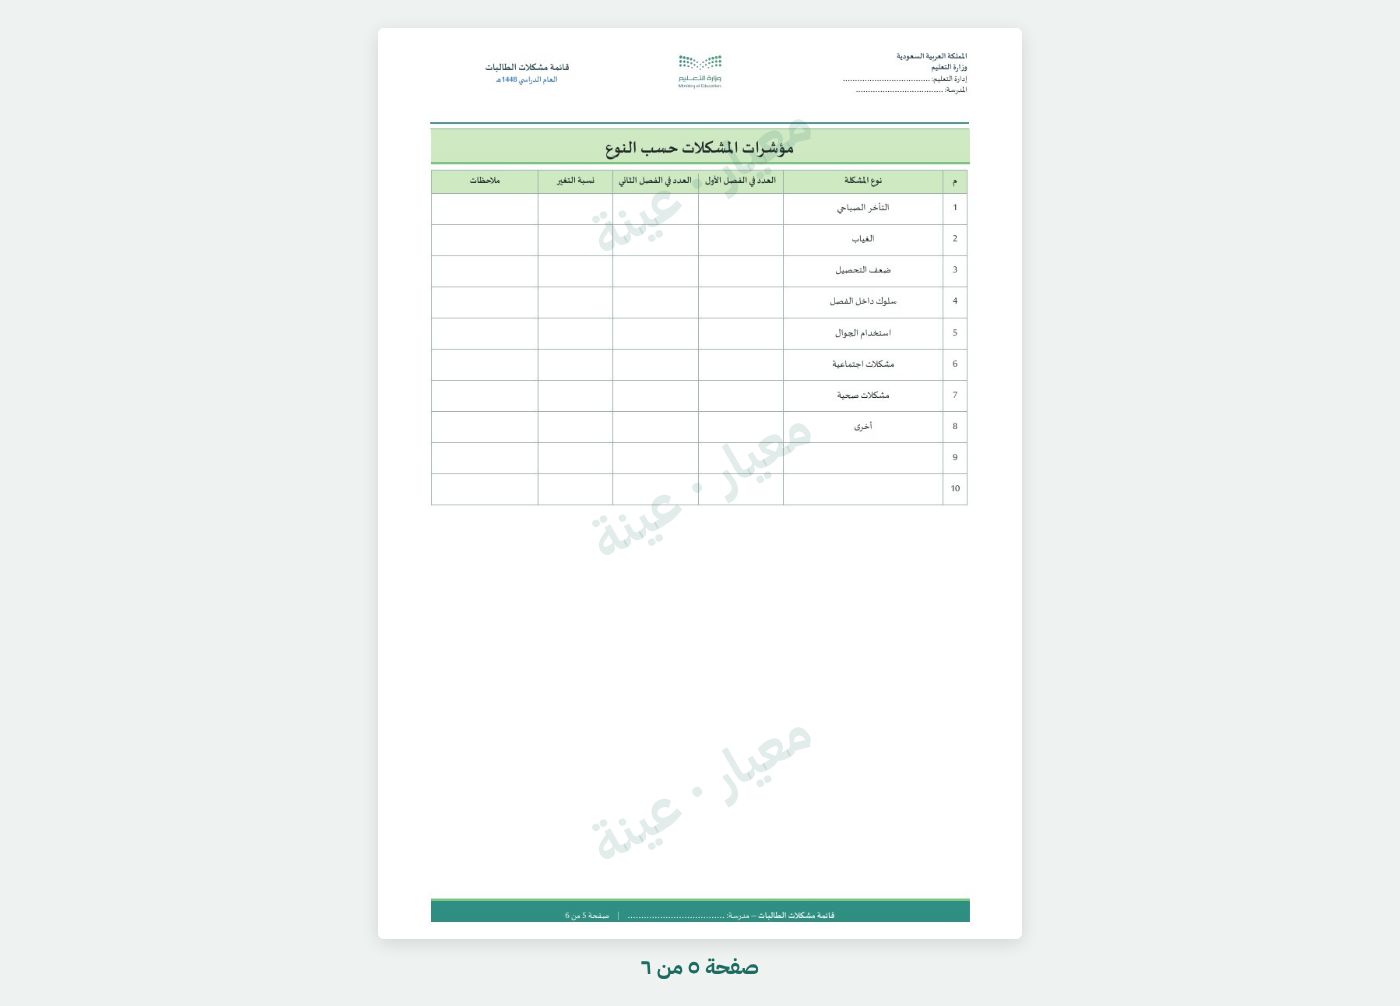 المملكة العربية السعودية
وزارة التعليم
إدارة التعليم: ....................................
المدرسة: ....................................
وزارة التعليم
Ministry of Education
قائمة مشكلات الطالبات
العام الدراسي 1448هـ
مؤشرات المشكلات حسب النوع
م نوع المشكلة العدد في الفصل الأول العدد في الفصل الثاني نسبة التغير ملاحظات
1 التأخر الصباحي
2 الغياب
3 ضعف التحصيل
4 سلوك داخل الفصل
5 استخدام الجوال
6 مشكلات اجتماعية
7 مشكلات صحية
8 أخرى
9
10
معيار · عينة
معيار · عينة
معيار · عينة
قائمة مشكلات الطالبات – مدرسة: .................................... | صفحة 5 من 6
صفحة ٥ من ٦